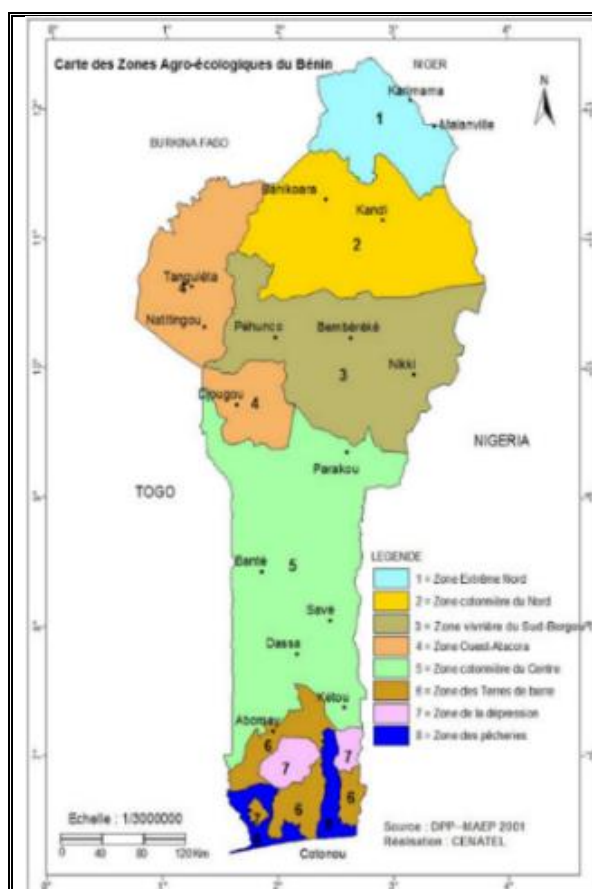 Carte des Zones Agro-écologiques du Bénin
NIGER
N
Karimama
1
Malanville
BURKINA FASO
Banikoara
Kandi
2
Tanguiéta
4
Natitingou
Péhunco
Bembéréké
3
Nikki
Djougou
4
NIGERIA
Parakou
TOGO
Bantè
5
Savè
Dassa
Kétou
LEGENDE
1 = Zone Extrême Nord
2 = Zone cotonnière du Nord
3 = Zone vivrière du Sud-Borgou
4 = Zone Ouest-Atacora
5 = Zone cotonnière du Centre
6 = Zone des Terres de barre
7 = Zone de la dépression
8 = Zone des pêcheries
Abomey
6
7
7
6
6
Echelle : 1/3000000
0 40 80 120 Km
Cotonou
Source : DPP-MAEP 2001
Réalisation : CENATEL